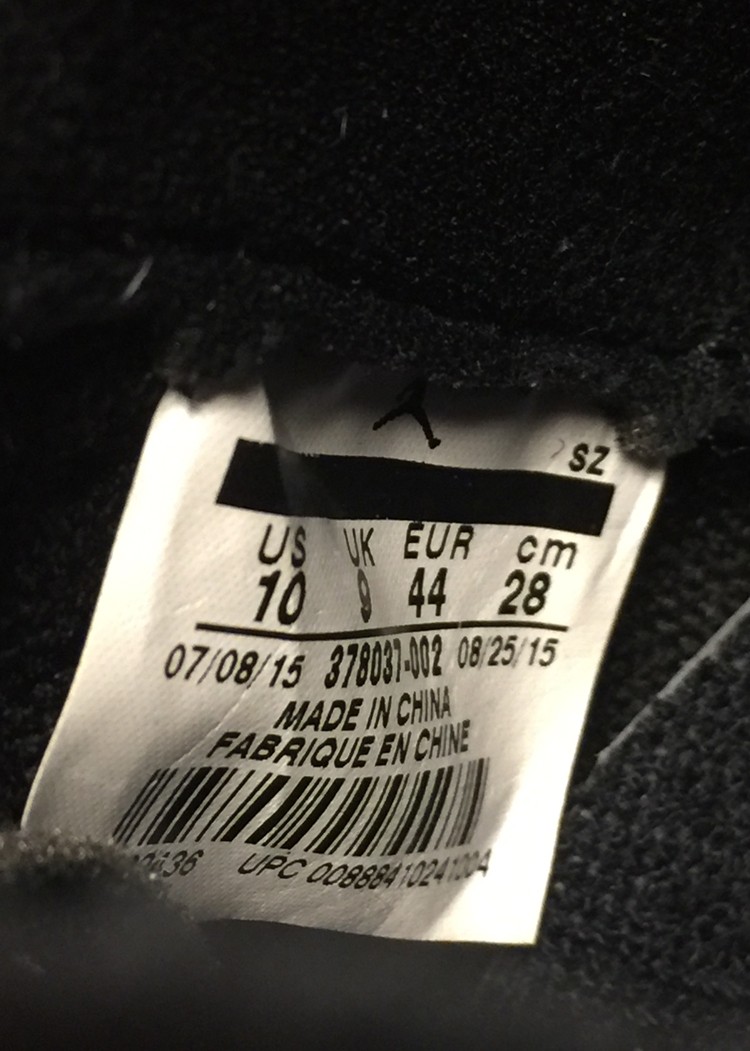 SZ
US UK EUR cm
10 9 44 28
07/08/15 378037-002 08/25/15
MADE IN CHINA
FABRIQUE EN CHINE
UPC